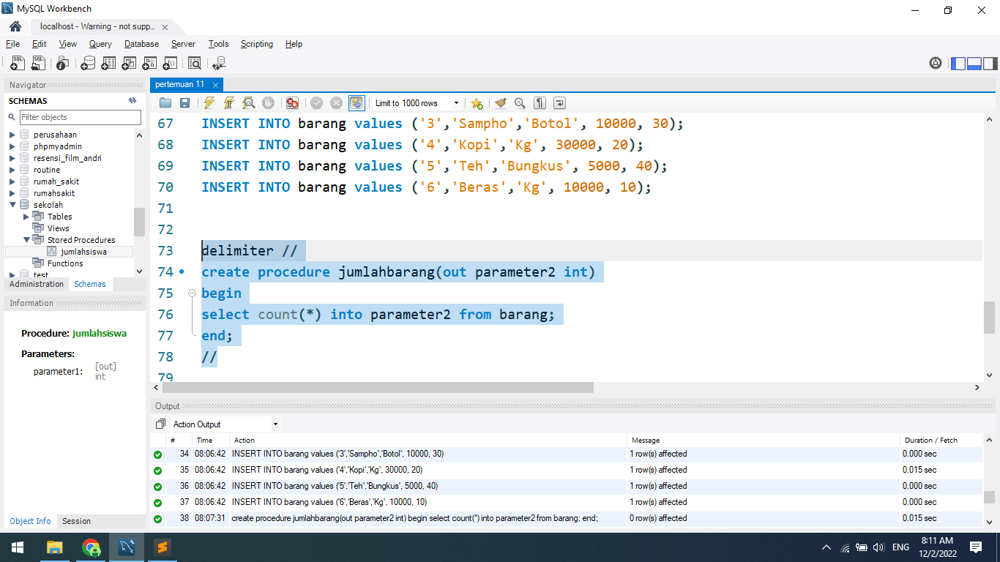 MySQL Workbench
localhost - Warning - not supp...
File Edit View Query Database Server Tools Scripting Help
Navigator
SCHEMAS
Filter objects
perusahaan
phpmyadmin
resensi_film_andri
routine
rumah_sakit
rumahsakit
sekolah
Tables
Views
Stored Procedures
jumlahsiswa
Functions
test
Administration Schemas
Information
Procedure: jumlahsiswa
Parameters:
parameter1: [out]
int
Object Info Session
pertemuan 11
Limit to 1000 rows
67 INSERT INTO barang values ('3','Sampho','Botol', 10000, 30);
68 INSERT INTO barang values ('4','Kopi','Kg', 30000, 20);
69 INSERT INTO barang values ('5','Teh','Bungkus', 5000, 40);
70 INSERT INTO barang values ('6','Beras','Kg', 10000, 10);
71
72
73 delimiter //
74 create procedure jumlahbarang(out parameter2 int)
75 begin
76 select count(*) into parameter2 from barang;
77 end;
78 //
79
Output
Action Output
# Time Action Message Duration / Fetch
34 08:06:42 INSERT INTO barang values ('3','Sampho','Botol', 10000, 30) 1 row(s) affected 0.000 sec
35 08:06:42 INSERT INTO barang values ('4','Kopi','Kg', 30000, 20) 1 row(s) affected 0.015 sec
36 08:06:42 INSERT INTO barang values ('5','Teh','Bungkus', 5000, 40) 1 row(s) affected 0.000 sec
37 08:06:42 INSERT INTO barang values ('6','Beras','Kg', 10000, 10) 1 row(s) affected 0.000 sec
38 08:07:31 create procedure jumlahbarang(out parameter2 int) begin select count(*) into parameter2 from barang; end; 0 row(s) affected 0.015 sec
ENG
8:11 AM
12/2/2022